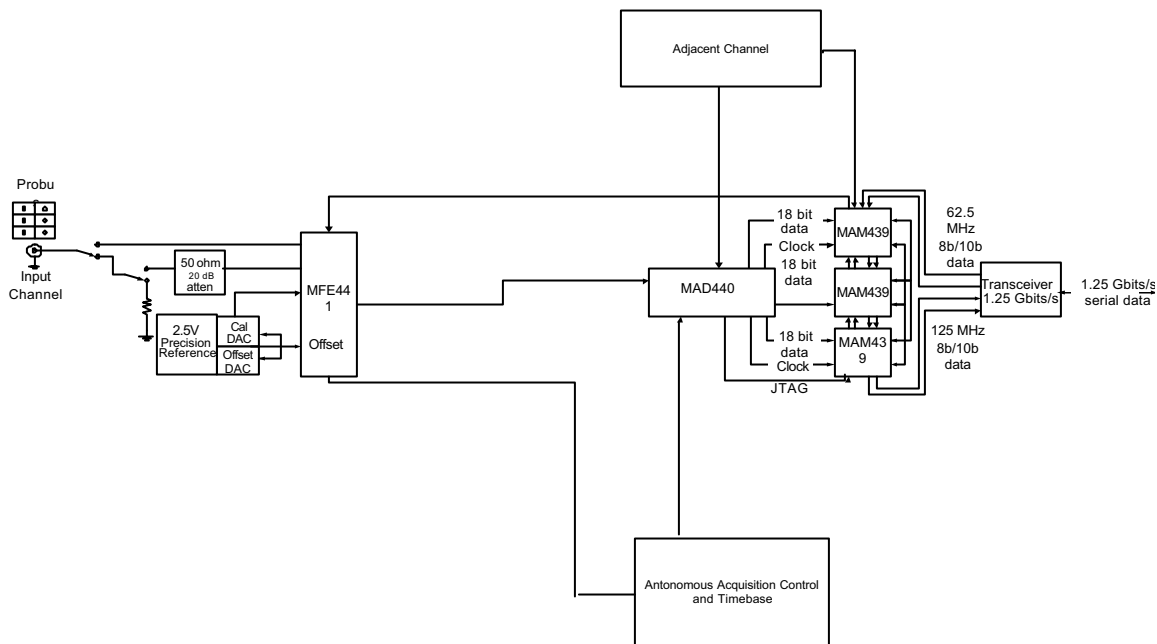 Adjacent Channel
Probu
Input
Channel
50 ohm
20 dB
atten
2.5V
Precision
Reference
Cal
DAC
Offset
DAC
MFE44
1
Offset
MAD440
18 bit
data
Clock
18 bit
data
18 bit
data
Clock
JTAG
MAM439
MAM439
MAM43
9
62.5
MHz
8b/10b
data
125 MHz
8b/10b
data
Transceiver
1.25 Gbits/s
1.25 Gbits/s
serial data
Antonomous Acquisition Control
and Timebase